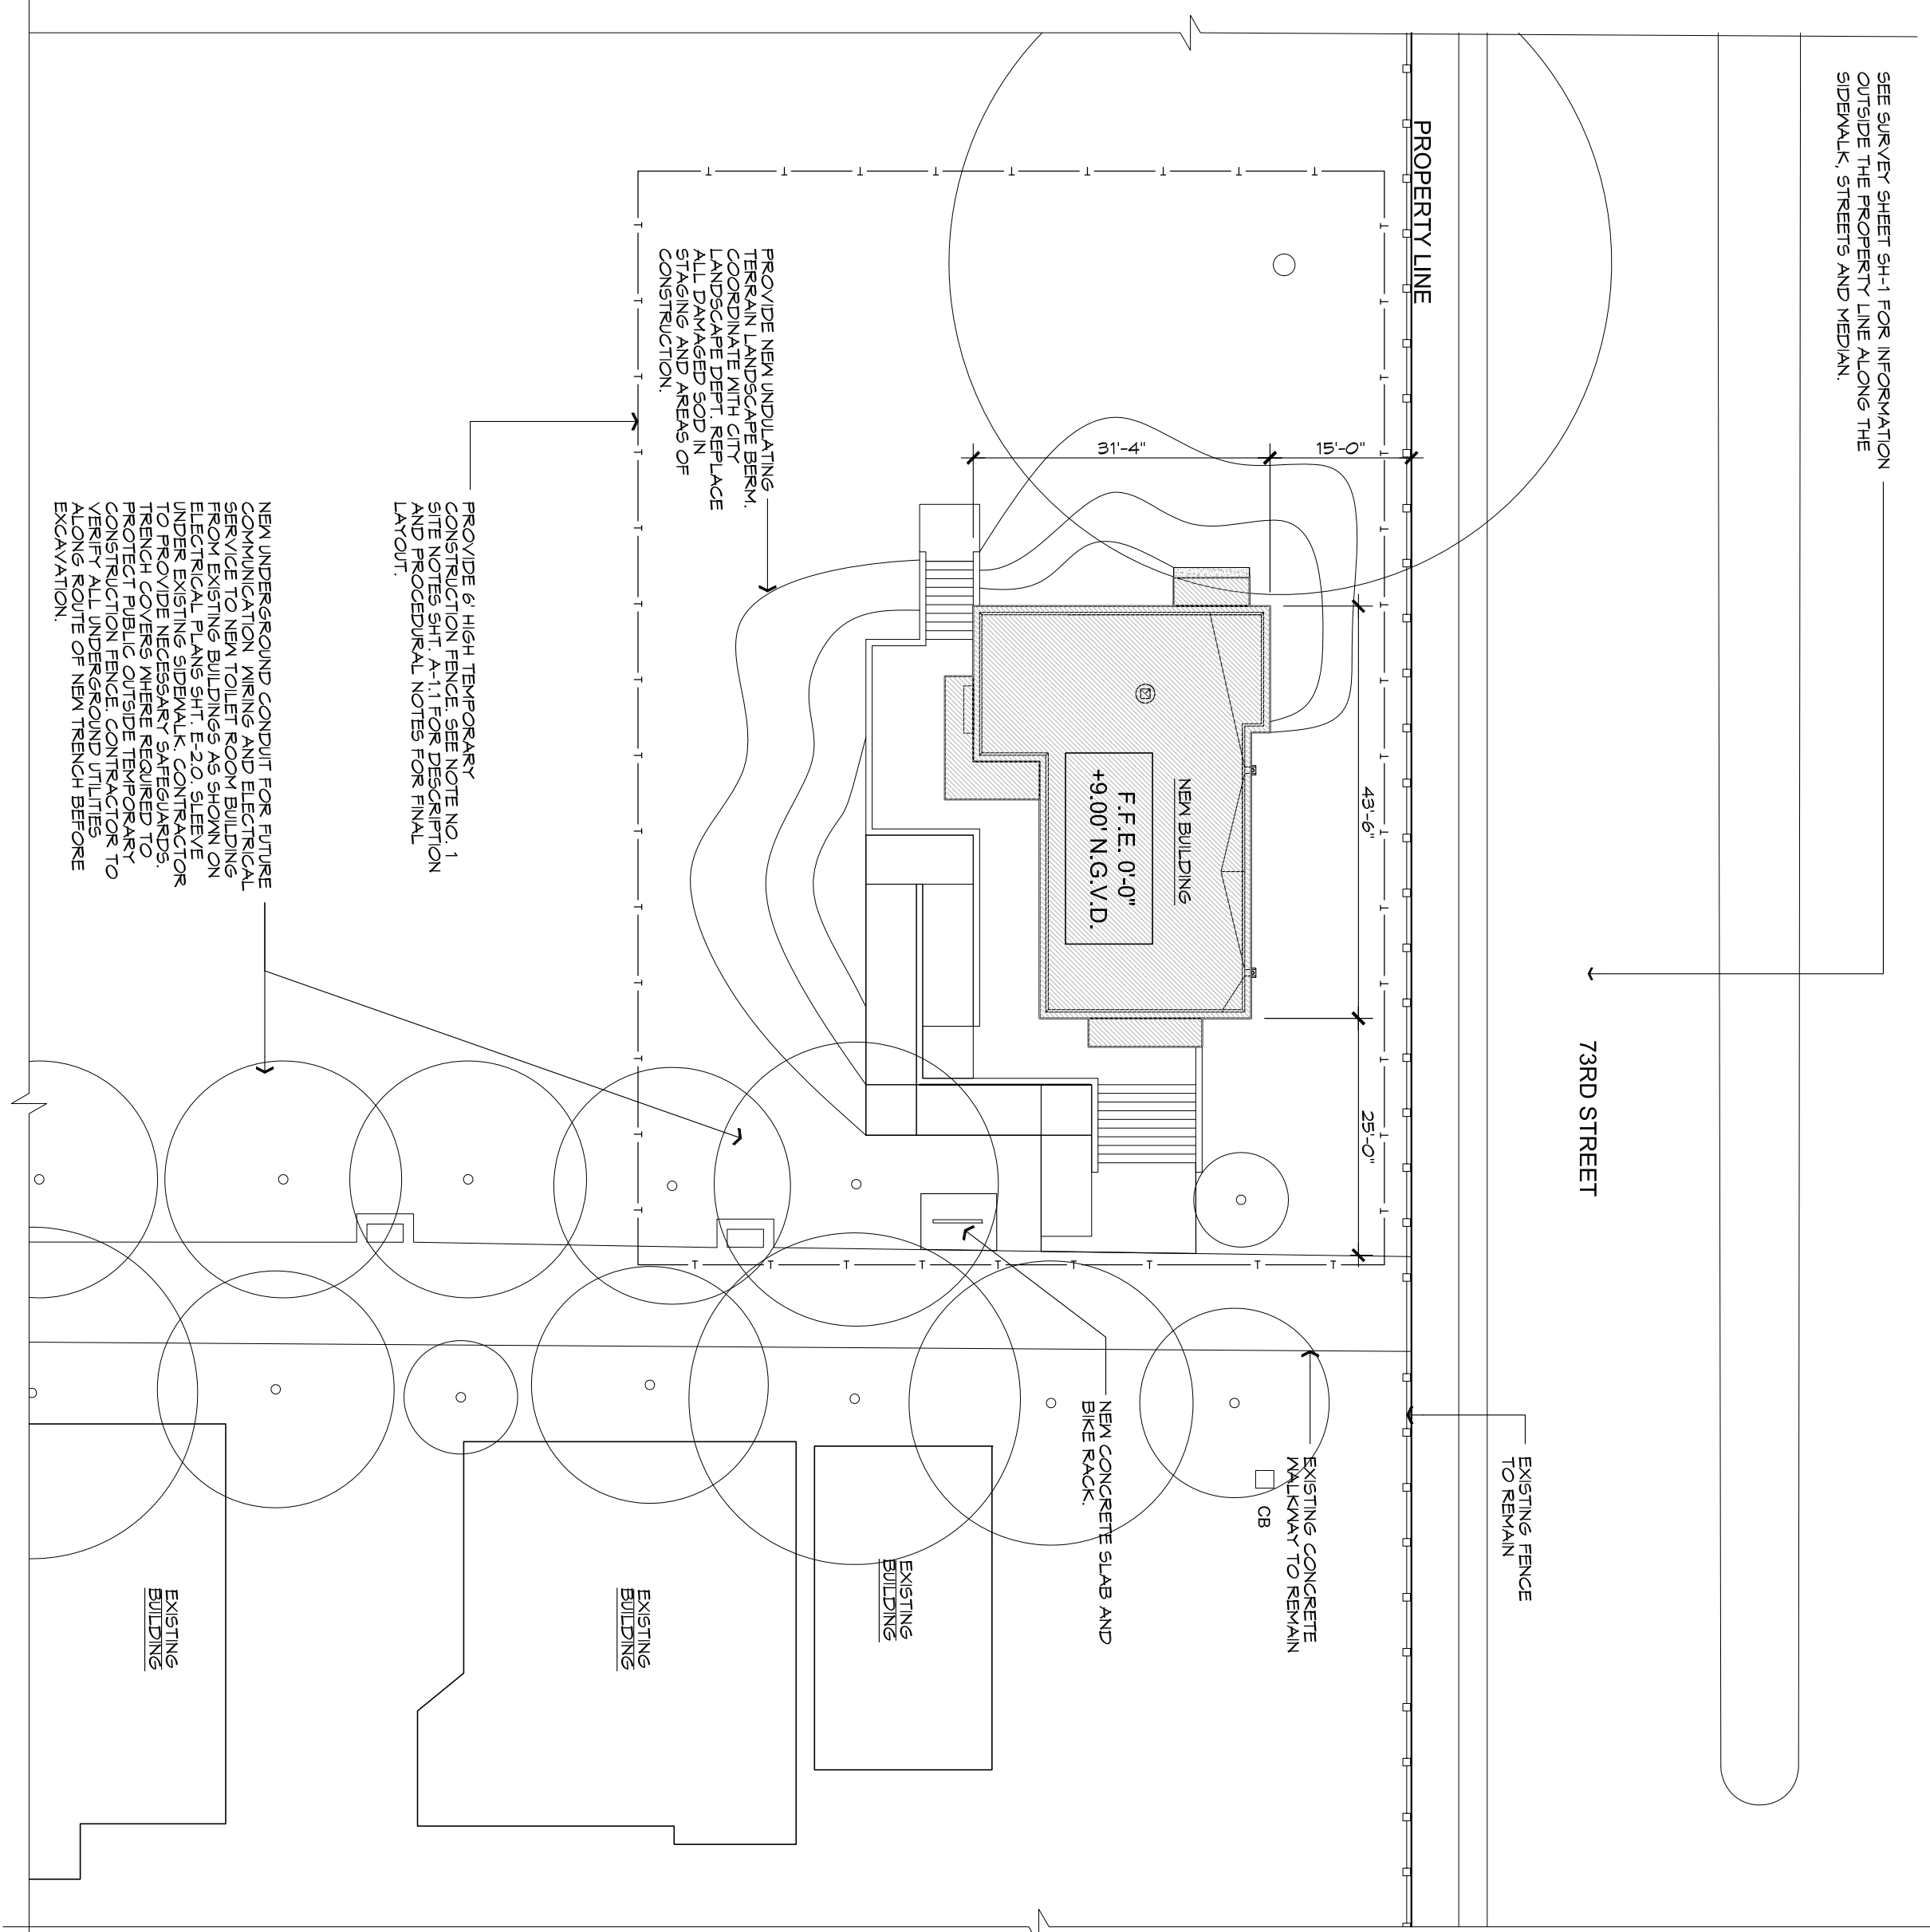 SEE SURVEY SHEET SH-1 FOR INFORMATION
OUTSIDE THE PROPERTY LINE ALONG THE
SIDEWALK, STREETS AND MEDIAN.
73RD STREET
PROPERTY LINE
EXISTING FENCE
TO REMAIN
15'-0"
31'-4"
43'-6"
25'-0"
NEW BUILDING
F.F.E. 0'-0"
+9.00' N.G.V.D.
EXISTING CONCRETE
WALKWAY TO REMAIN
CB
NEW CONCRETE SLAB AND
BIKE RACK.
PROVIDE NEW UNDULATING
TERRAIN LANDSCAPE BERM.
COORDINATE WITH CITY
LANDSCAPE DEPT. REPLACE
ALL DAMAGED SOD IN
STAGING AND AREAS OF
CONSTRUCTION.
PROVIDE 6' HIGH TEMPORARY
CONSTRUCTION FENCE. SEE NOTE NO. 1
SITE NOTES SHT. A-1.1 FOR DESCRIPTION
AND PROCEDURAL NOTES FOR FINAL
LAYOUT.
NEW UNDERGROUND CONDUIT FOR FUTURE
COMMUNICATION WIRING AND ELECTRICAL
SERVICE TO NEW TOILET ROOM BUILDING
FROM EXISTING BUILDINGS AS SHOWN ON
ELECTRICAL PLANS SHT. E-2.0. SLEEVE
UNDER EXISTING SIDEWALK. CONTRACTOR
TO PROVIDE NECESSARY SAFEGUARDS.
TRENCH COVERS WHERE REQUIRED TO
PROTECT PUBLIC OUTSIDE TEMPORARY
CONSTRUCTION FENCE. CONTRACTOR TO
VERIFY ALL UNDERGROUND UTILITIES
ALONG ROUTE OF NEW TRENCH BEFORE
EXCAVATION.
EXISTING
BUILDING
EXISTING
BUILDING
EXISTING
BUILDING